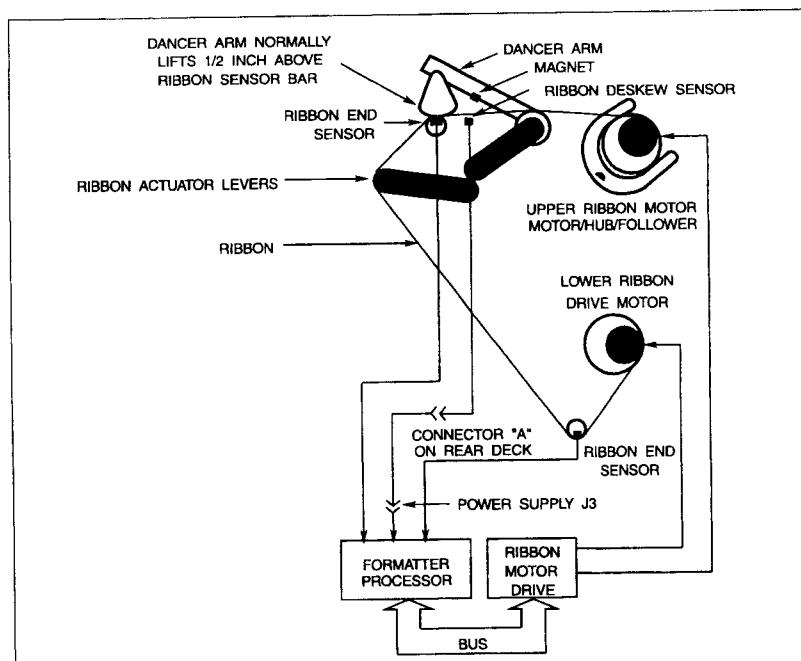 DANCER ARM NORMALLY
LIFTS 1/2 INCH ABOVE
RIBBON SENSOR BAR
DANCER ARM
MAGNET
RIBBON DESKEW SENSOR
RIBBON END
SENSOR
RIBBON ACTUATOR LEVERS
UPPER RIBBON MOTOR
MOTOR/HUB/FOLLOWER
RIBBON
LOWER RIBBON
DRIVE MOTOR
CONNECTOR "A"
ON REAR DECK
RIBBON END
SENSOR
POWER SUPPLY J3
FORMATTER
PROCESSOR
RIBBON
MOTOR
DRIVE
BUS